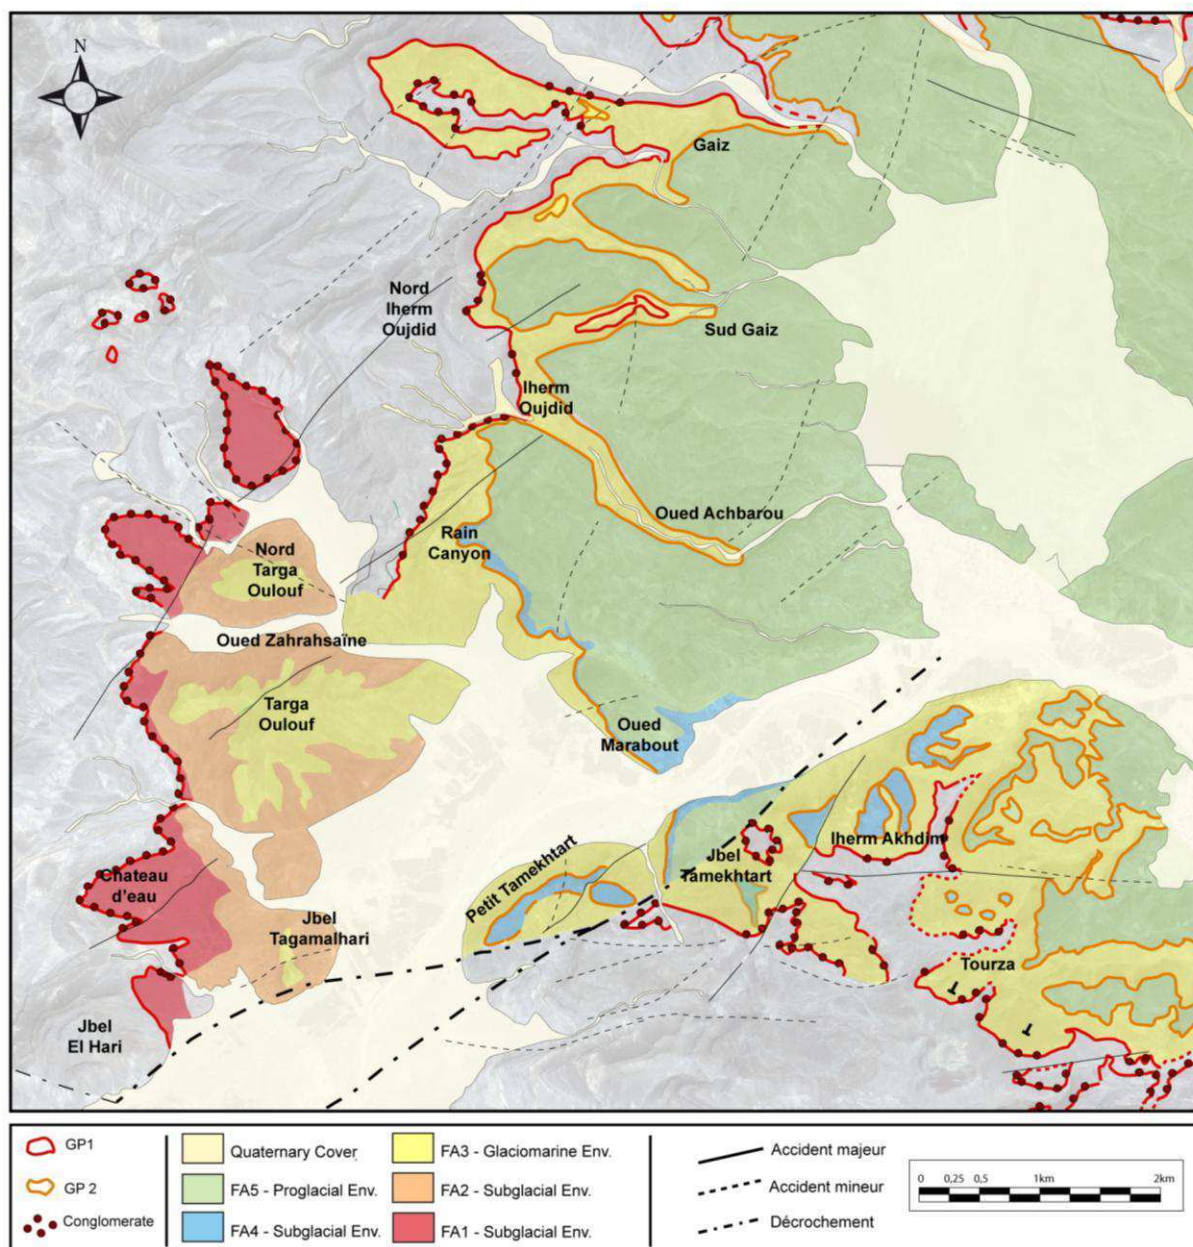 N
Gaiz
Nord
Iherm
Oujdid
Sud Gaiz
Iherm
Oujdid
Oued Achbarou
Rain
Canyon
Nord
Targa
Oulouf
Oued Zahrahsaïne
Targa
Oulouf
Oued
Marabout
Iherm Akhdim
Jbel
Tamekhtart
Petit Tamekhtart
Chateau
d'eau
Jbel
Tagamalhari
Tourza
Jbel
El Hari
GP1
GP 2
Conglomerate
Quaternary Cover
FA5 - Proglacial Env.
FA4 - Subglacial Env.
FA3 - Glaciomarine Env.
FA2 - Subglacial Env.
FA1 - Subglacial Env.
Accident majeur
Accident mineur
Décrochement
0 0,25 0,5 1km 2km